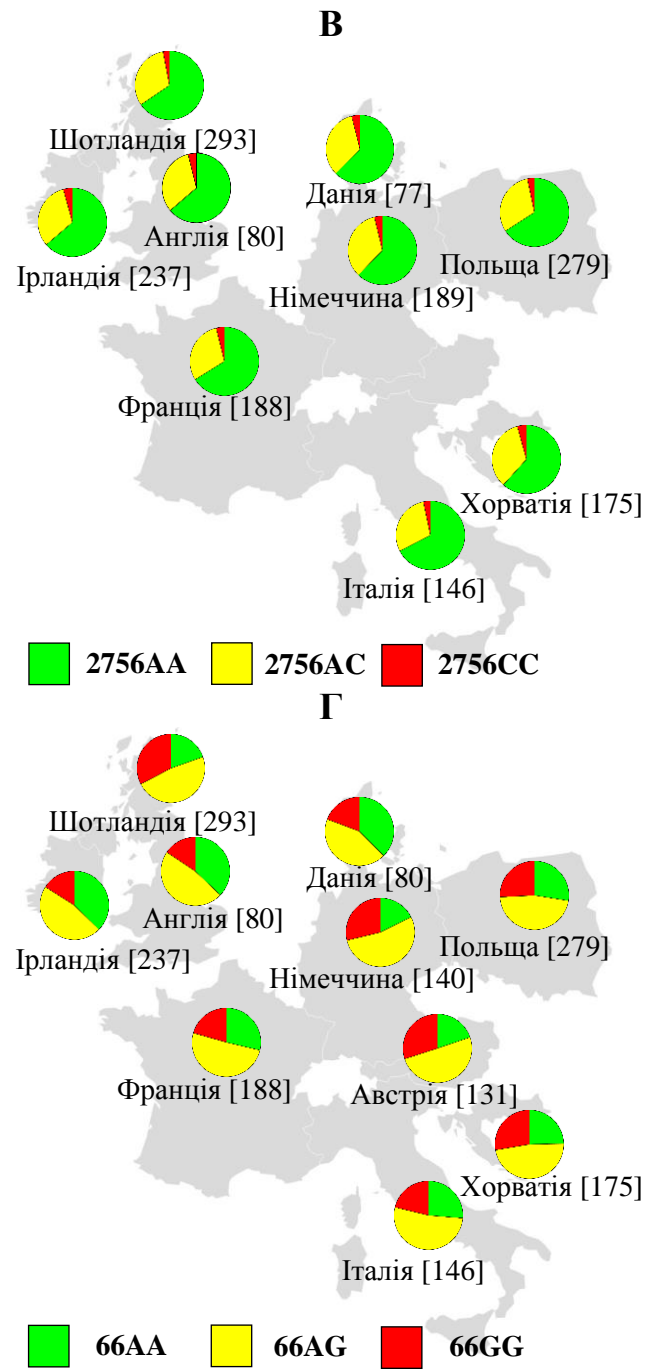 В
Шотландія [293]
Данія [77]
Англія [80]
Польща [279]
Ірландія [237]
Німеччина [189]
Франція [188]
Хорватія [175]
Італія [146]
2756AA 2756AC 2756CC
Г
Шотландія [293]
Данія [80]
Англія [80]
Польща [279]
Ірландія [237]
Німеччина [140]
Франція [188]
Австрія [131]
Хорватія [175]
Італія [146]
66AA 66AG 66GG